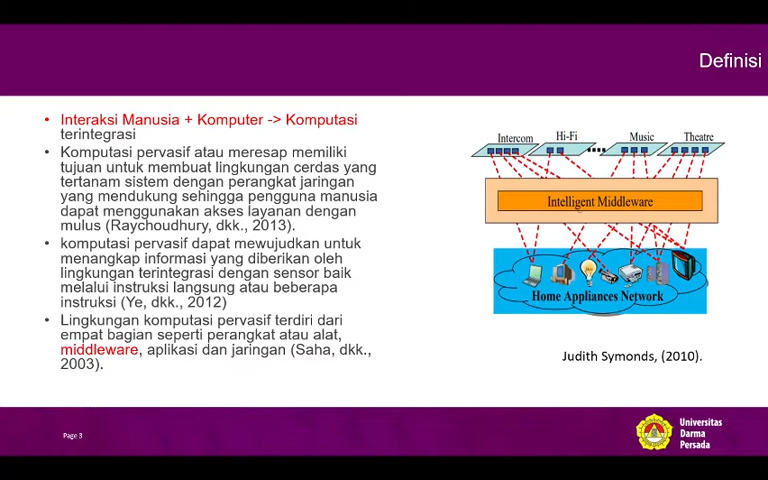 Definisi
• Interaksi Manusia + Komputer -> Komputasi
terintegrasi
• Komputasi pervasif atau meresap memiliki
tujuan untuk membuat lingkungan cerdas yang
tertanam sistem dengan perangkat jaringan
yang mendukung sehingga pengguna manusia
dapat menggunakan akses layanan dengan
mulus (Raychoudhury, dkk., 2013).
• komputasi pervasif dapat mewujudkan untuk
menangkap informasi yang diberikan oleh
lingkungan terintegrasi dengan sensor baik
melalui instruksi langsung atau beberapa
instruksi (Ye, dkk., 2012)
• Lingkungan komputasi pervasif terdiri dari
empat bagian seperti perangkat atau alat,
middleware, aplikasi dan jaringan (Saha, dkk.,
2003).
Intercom Hi-Fi Music Theatre
Intelligent Middleware
Home Appliances Network
Judith Symonds, (2010).
Page 3
Universitas
Darma
Persada